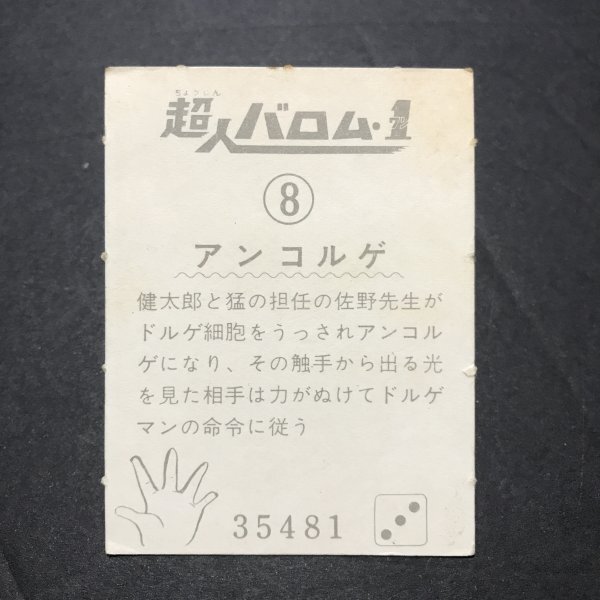 ちょうじん
超人バロム・1
8
アンコルゲ
健太郎と猛の担任の佐野先生が
ドルゲ細胞をうっされアンコル
ゲになり、その触手から出る光
を見た相手は力がぬけてドルゲ
マンの命令に従う
35481